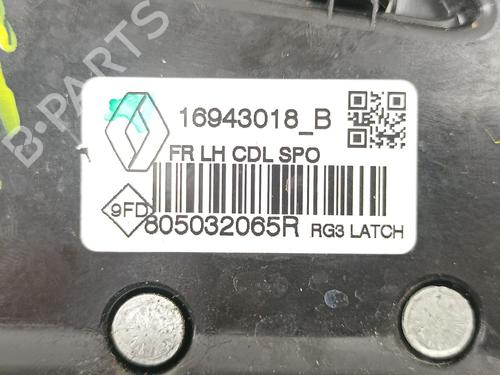 16943018_B
FR LH CDL SPO
9FD
805032065R RG3 LATCH
B-PARTS